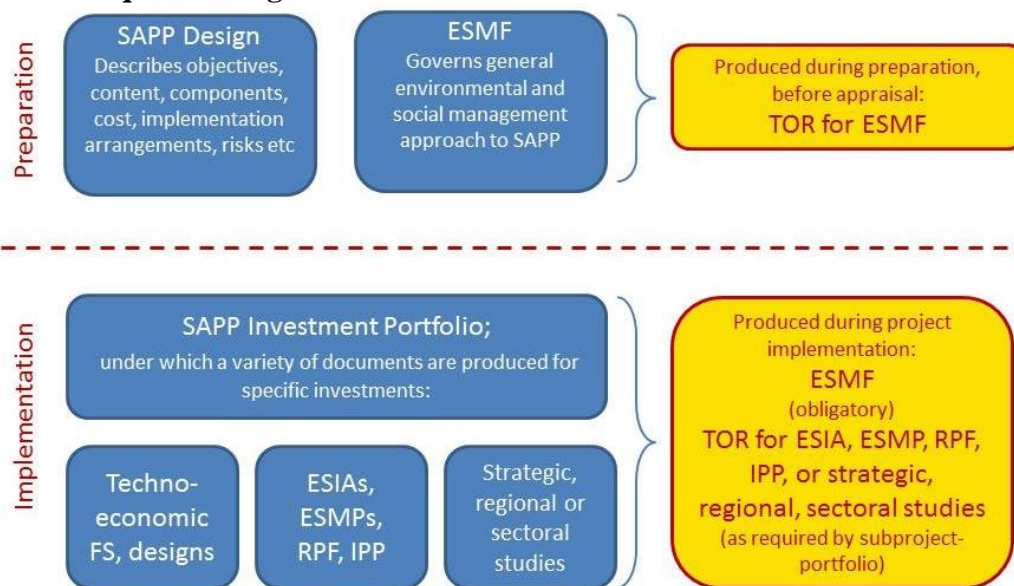 Preparation
SAPP Design
Describes objectives,
content, components,
cost, implementation
arrangements, risks etc
ESMF
Governs general
environmental and
social management
approach to SAPP
Produced during preparation,
before appraisal:
TOR for ESMF
Implementation
SAPP Investment Portfolio;
under which a variety of documents are produced for
specific investments:
Techno-
economic
FS, designs
ESIAs,
ESMPs,
RPF, IPP
Strategic,
regional or
sectoral
studies
Produced during project
implementation:
ESMF
(obligatory)
TOR for ESIA, ESMP, RPF,
IPP, or strategic,
regional, sectoral studies
(as required by subproject-
portfolio)